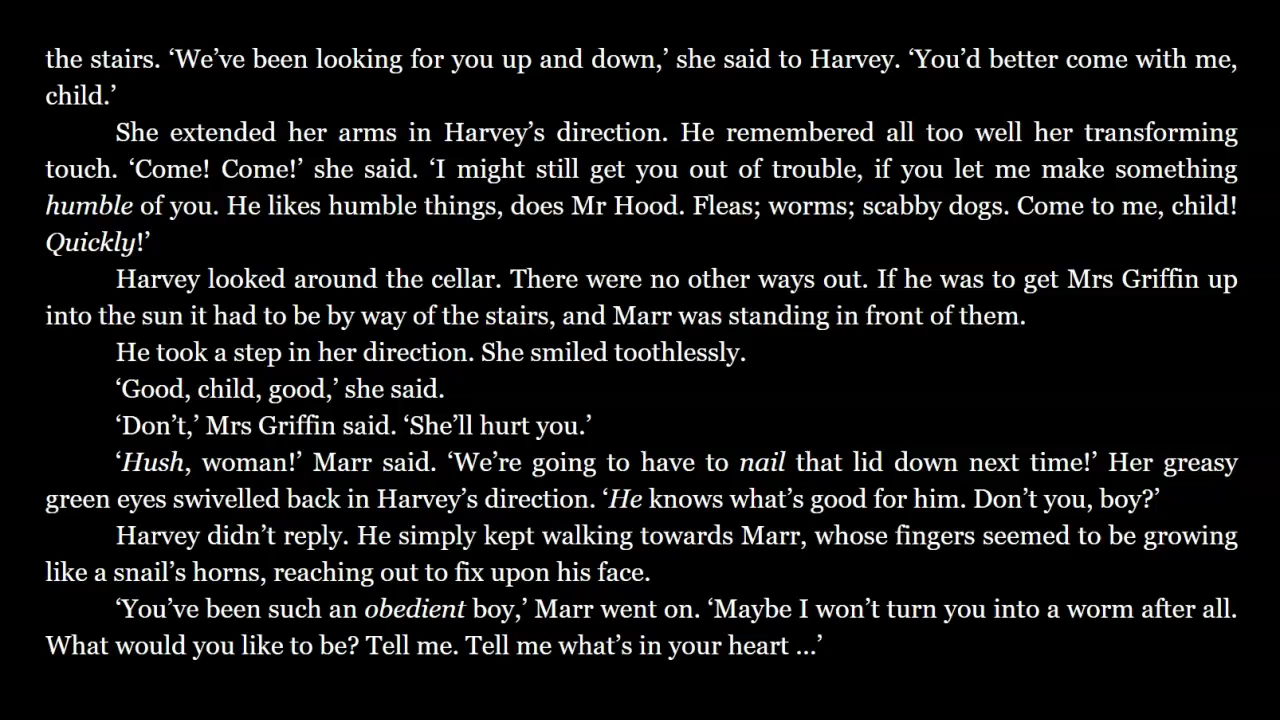 the stairs. ‘We’ve been looking for you up and down,’ she said to Harvey. ‘You’d better come with me,
child.’
She extended her arms in Harvey’s direction. He remembered all too well her transforming
touch. ‘Come! Come!’ she said. ‘I might still get you out of trouble, if you let me make something
humble of you. He likes humble things, does Mr Hood. Fleas; worms; scabby dogs. Come to me, child!
Quickly!’
Harvey looked around the cellar. There were no other ways out. If he was to get Mrs Griffin up
into the sun it had to be by way of the stairs, and Marr was standing in front of them.
He took a step in her direction. She smiled toothlessly.
‘Good, child, good,’ she said.
‘Don’t,’ Mrs Griffin said. ‘She’ll hurt you.’
‘Hush, woman!’ Marr said. ‘We’re going to have to nail that lid down next time!’ Her greasy
green eyes swivelled back in Harvey’s direction. ‘He knows what’s good for him. Don’t you, boy?’
Harvey didn’t reply. He simply kept walking towards Marr, whose fingers seemed to be growing
like a snail’s horns, reaching out to fix upon his face.
‘You’ve been such an obedient boy,’ Marr went on. ‘Maybe I won’t turn you into a worm after all.
What would you like to be? Tell me. Tell me what’s in your heart ...’